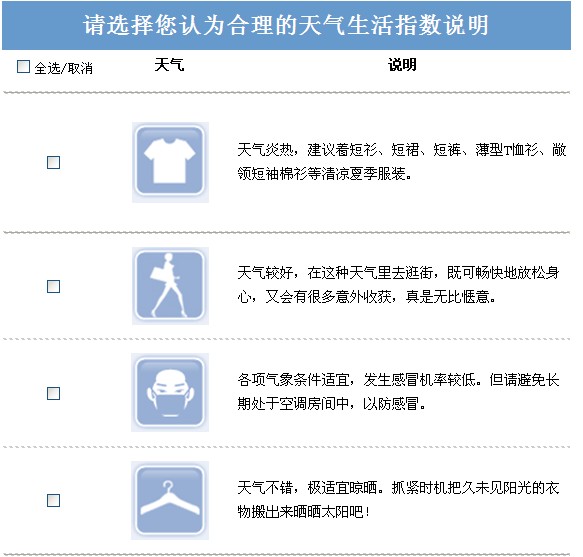 请选择您认为合理的天气生活指数说明
全选/取消 天气 说明
天气炎热，建议着短衫、短裙、短裤、薄型T恤衫、敞
领短袖棉衫等清凉夏季服装。
天气较好，在这种天气里去逛街，既可畅快地放松身
心，又会有很多意外收获，真是无比惬意。
各项气象条件适宜，发生感冒机率较低。但请避免长
期处于空调房间中，以防感冒。
天气不错，极适宜晾晒。抓紧时机把久未见阳光的衣
物搬出来晒晒太阳吧！